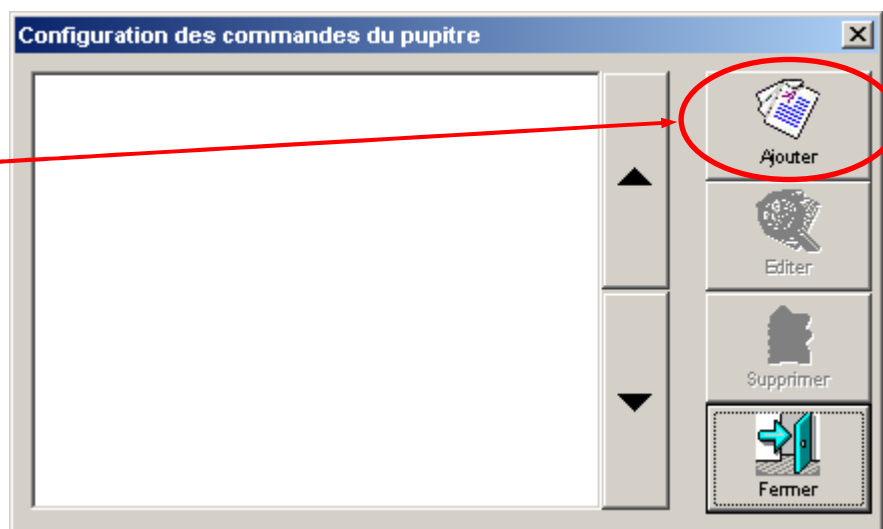 Configuration des commandes du pupitre
Ajouter
Editer
Supprimer
Fermer